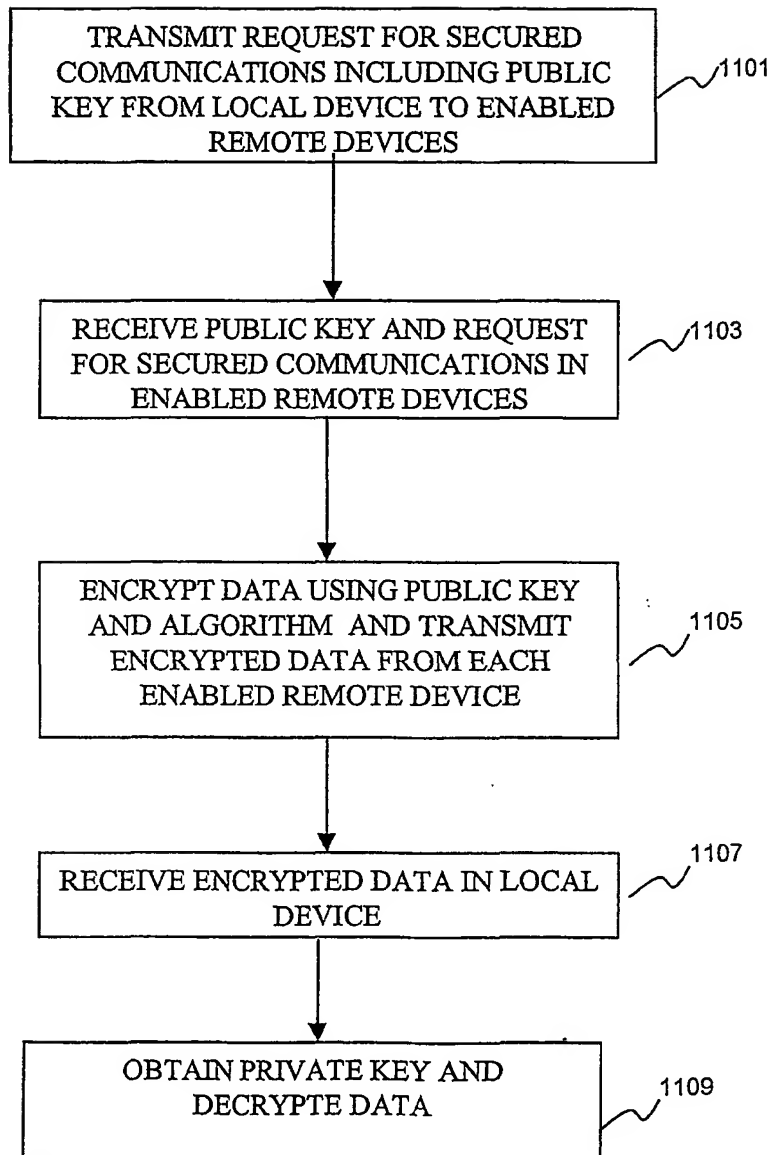 TRANSMIT REQUEST FOR SECURED
COMMUNICATIONS INCLUDING PUBLIC
KEY FROM LOCAL DEVICE TO ENABLED
REMOTE DEVICES
1101
RECEIVE PUBLIC KEY AND REQUEST
FOR SECURED COMMUNICATIONS IN
ENABLED REMOTE DEVICES
1103
ENCRYPT DATA USING PUBLIC KEY
AND ALGORITHM AND TRANSMIT
ENCRYPTED DATA FROM EACH
ENABLED REMOTE DEVICE
1105
RECEIVE ENCRYPTED DATA IN LOCAL
DEVICE
1107
OBTAIN PRIVATE KEY AND
DECRYPTE DATA
1109